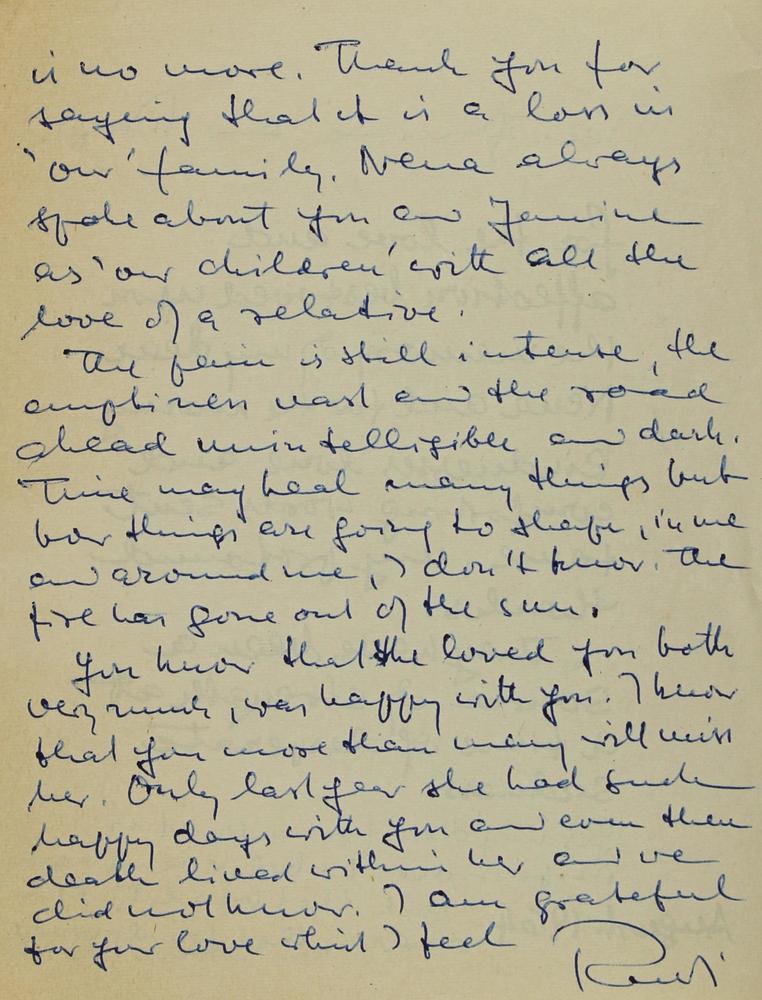 is no more. Thank you for
saying that it is a loss in
'our' family. Nena always
spoke about you and Janine
as 'our children' with all the
love of a relative.
The pain is still intense, the
emptiness vast and the road
ahead unintelligible and dark.
Time may heal many things but
how things are going to shape, in me
and around me, I don't know. The
fire has gone out of the sun.
You know that she loved you both
very much, was happy with you. I know
that you more than many will miss
her. Only last year she had such
happy days with you and even then
death lived within her and we
did not know. I am grateful
for your love which I feel
Rudi